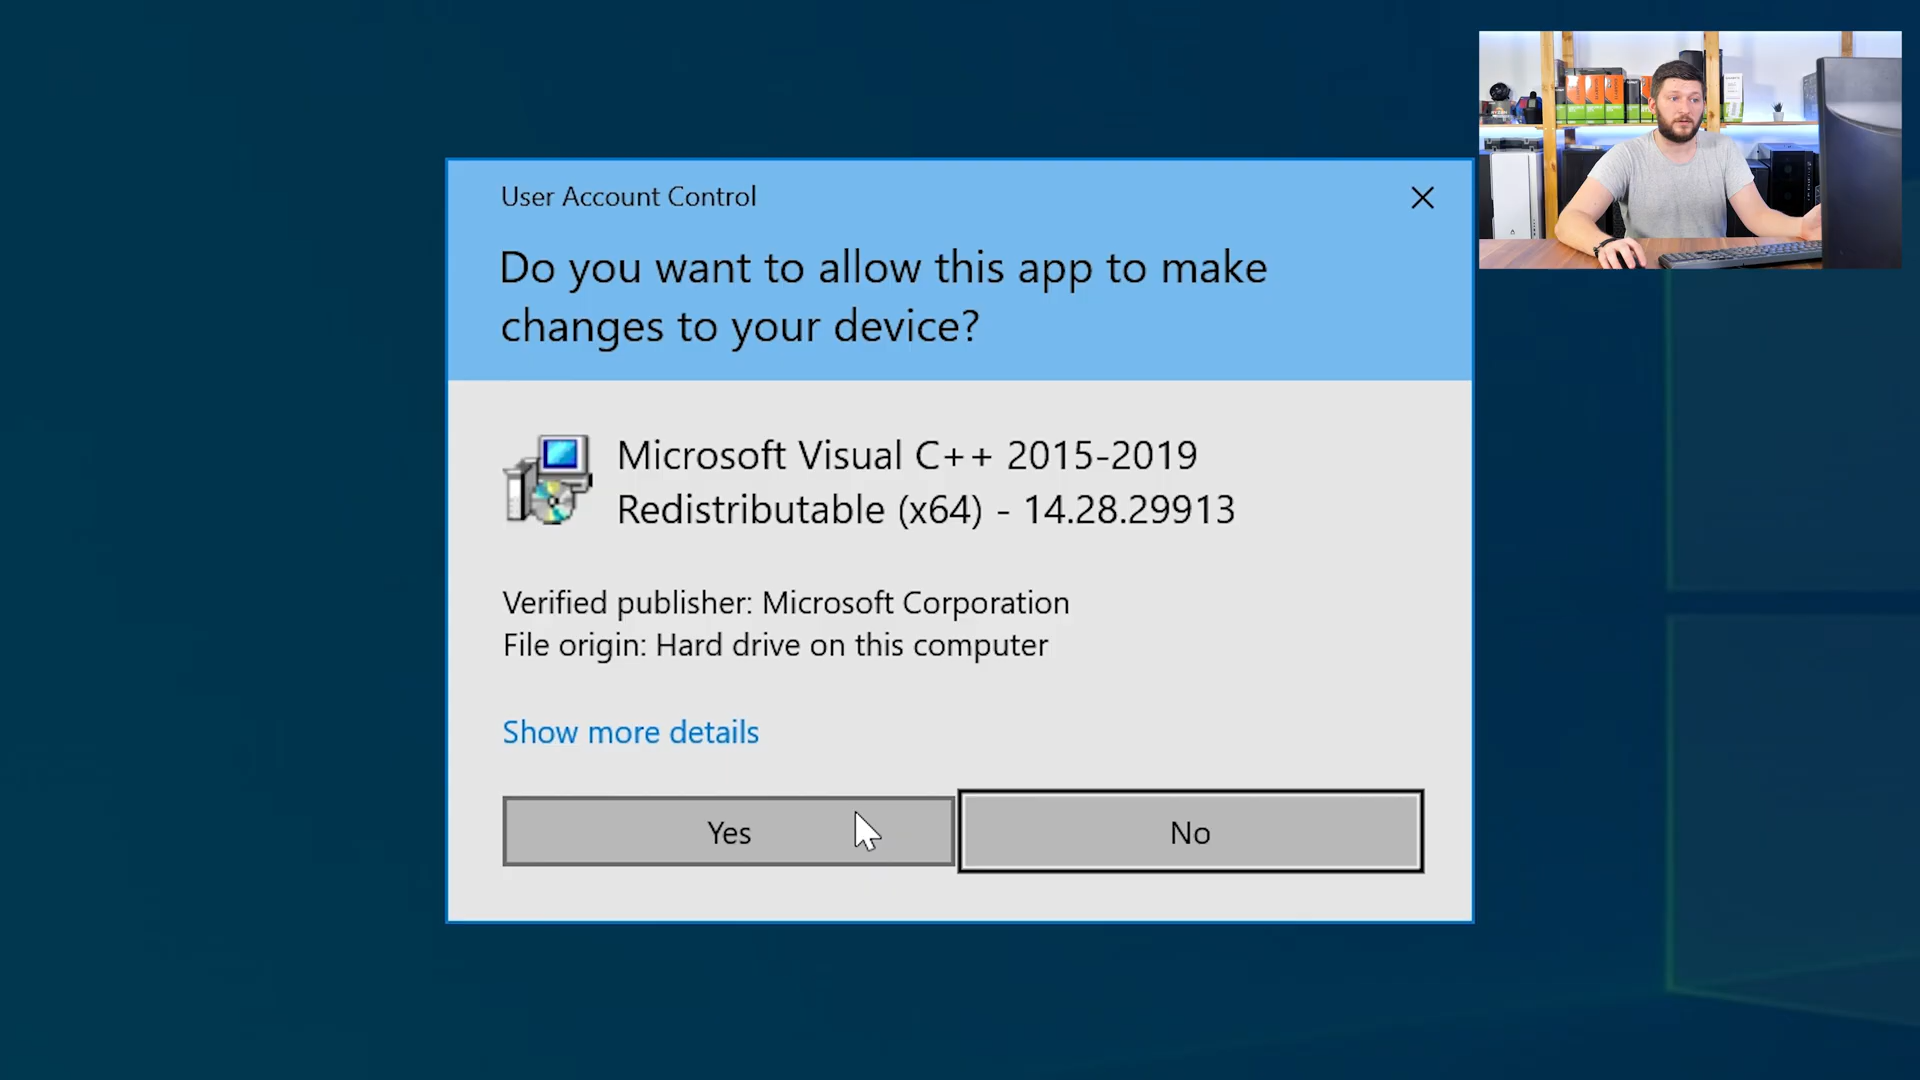 User Account Control
Do you want to allow this app to make
changes to your device?
Microsoft Visual C++ 2015-2019
Redistributable (x64) - 14.28.29913
Verified publisher: Microsoft Corporation
File origin: Hard drive on this computer
Show more details
Yes
No